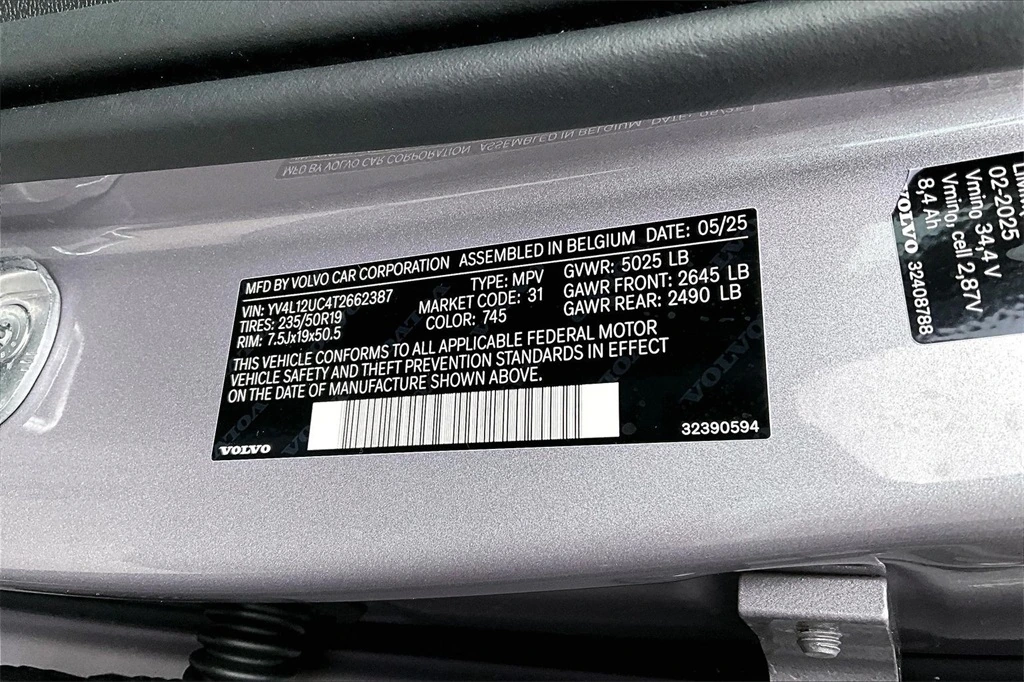 MFD BY VOLVO CAR CORPORATION ASSEMBLED IN BELGIUM DATE: 05/25
VIN: YV4L12UC4T2662387 TYPE: MPV GVWR: 5025 LB
TIRES: 235/50R19 MARKET CODE: 31 GAWR FRONT: 2645 LB
RIM: 7.5Jx19x50.5 COLOR: 745 GAWR REAR: 2490 LB
THIS VEHICLE CONFORMS TO ALL APPLICABLE FEDERAL MOTOR
VEHICLE SAFETY AND THEFT PREVENTION STANDARDS IN EFFECT
ON THE DATE OF MANUFACTURE SHOWN ABOVE.
VOLVO 32390594
02-2025
Vmino 34,4 V
Vmino, cell 2,87V
8,4 Ah
VOLVO 32408788